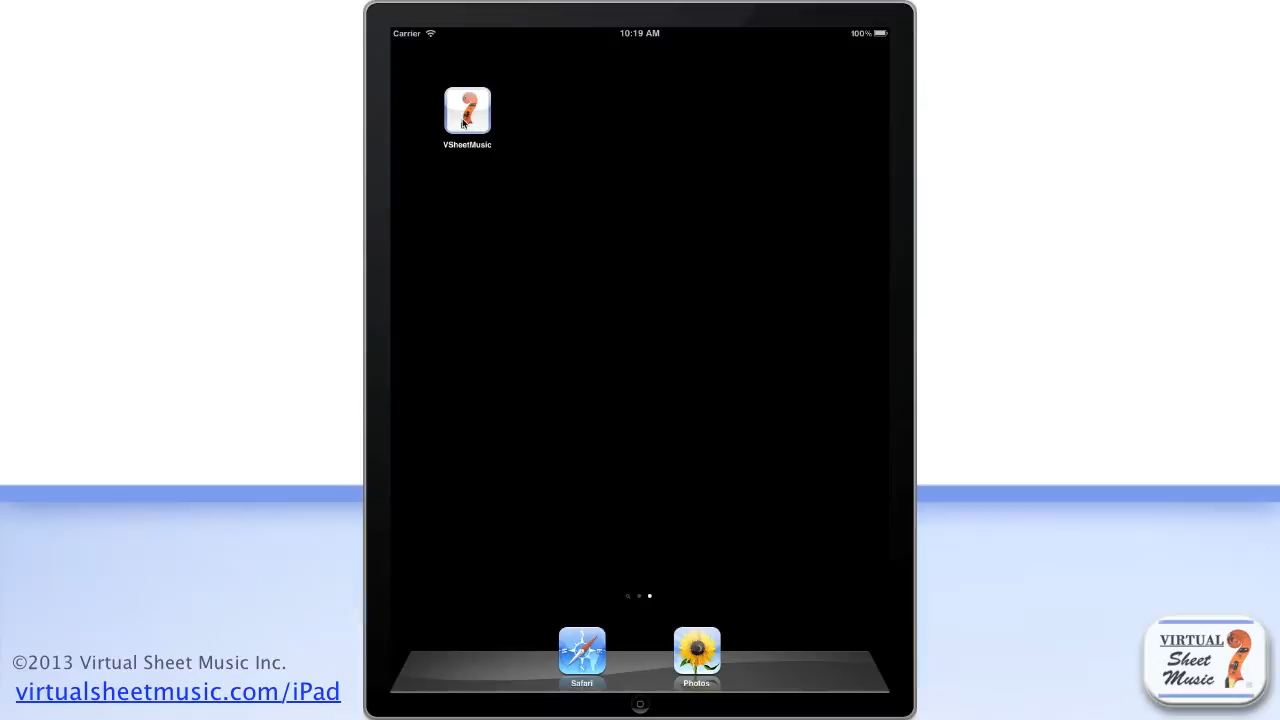 Carrier
10:19 AM
100%
VSheetMusic
Safari
Photos
©2013 Virtual Sheet Music Inc.
virtualsheetmusic.com/iPad
VIRTUAL
Sheet
Music